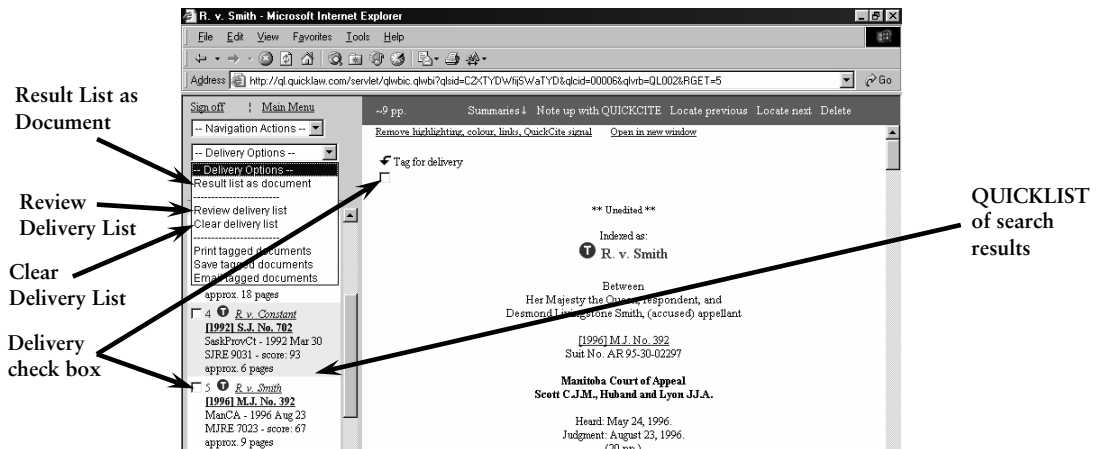 R. v. Smith - Microsoft Internet Explorer
File Edit View Favorites Tools Help
Address http://ql.quicklaw.com/servlet/qlwbic.qlwbi?qlsid=CZXTYDWfijSWaTYD&qlcid=00006&qlvrb=QL002&RGET=5 Go
Result List as
Document
Review
Delivery List
Clear
Delivery List
Delivery
check box
Sign off ¦ Main Menu
-- Navigation Actions --
-- Delivery Options --
-- Delivery Options --
Result list as document
-------------------------
Review delivery list
Clear delivery list
-------------------------
Print tagged documents
Save tagged documents
Email tagged documents
approx. 18 pages
4 T R. v. Constant
[1992] S.J. No. 702
SaskProvCt - 1992 Mar 30
SJRE 9031 - score: 93
approx. 6 pages
5 T R. v. Smith
[1996] M.J. No. 392
ManCA - 1996 Aug 23
MJRE 7023 - score: 67
approx. 9 pages
~9 pp. Summaries↓ Note up with QUICKCITE Locate previous Locate next Delete
Remove highlighting, colour, links, QuickCite signal Open in new window
Tag for delivery
** Unedited **
Indexed as:
T R. v. Smith
Between
Her Majesty the Queen, respondent, and
Desmond Livingstone Smith, (accused) appellant
[1996] M.J. No. 392
Suit No. AR 95-30-02297
Manitoba Court of Appeal
Scott C.J.M., Huband and Lyon JJ.A.
Heard: May 24, 1996.
Judgment: August 23, 1996.
(20 pp.)
QUICKLIST
of search
results